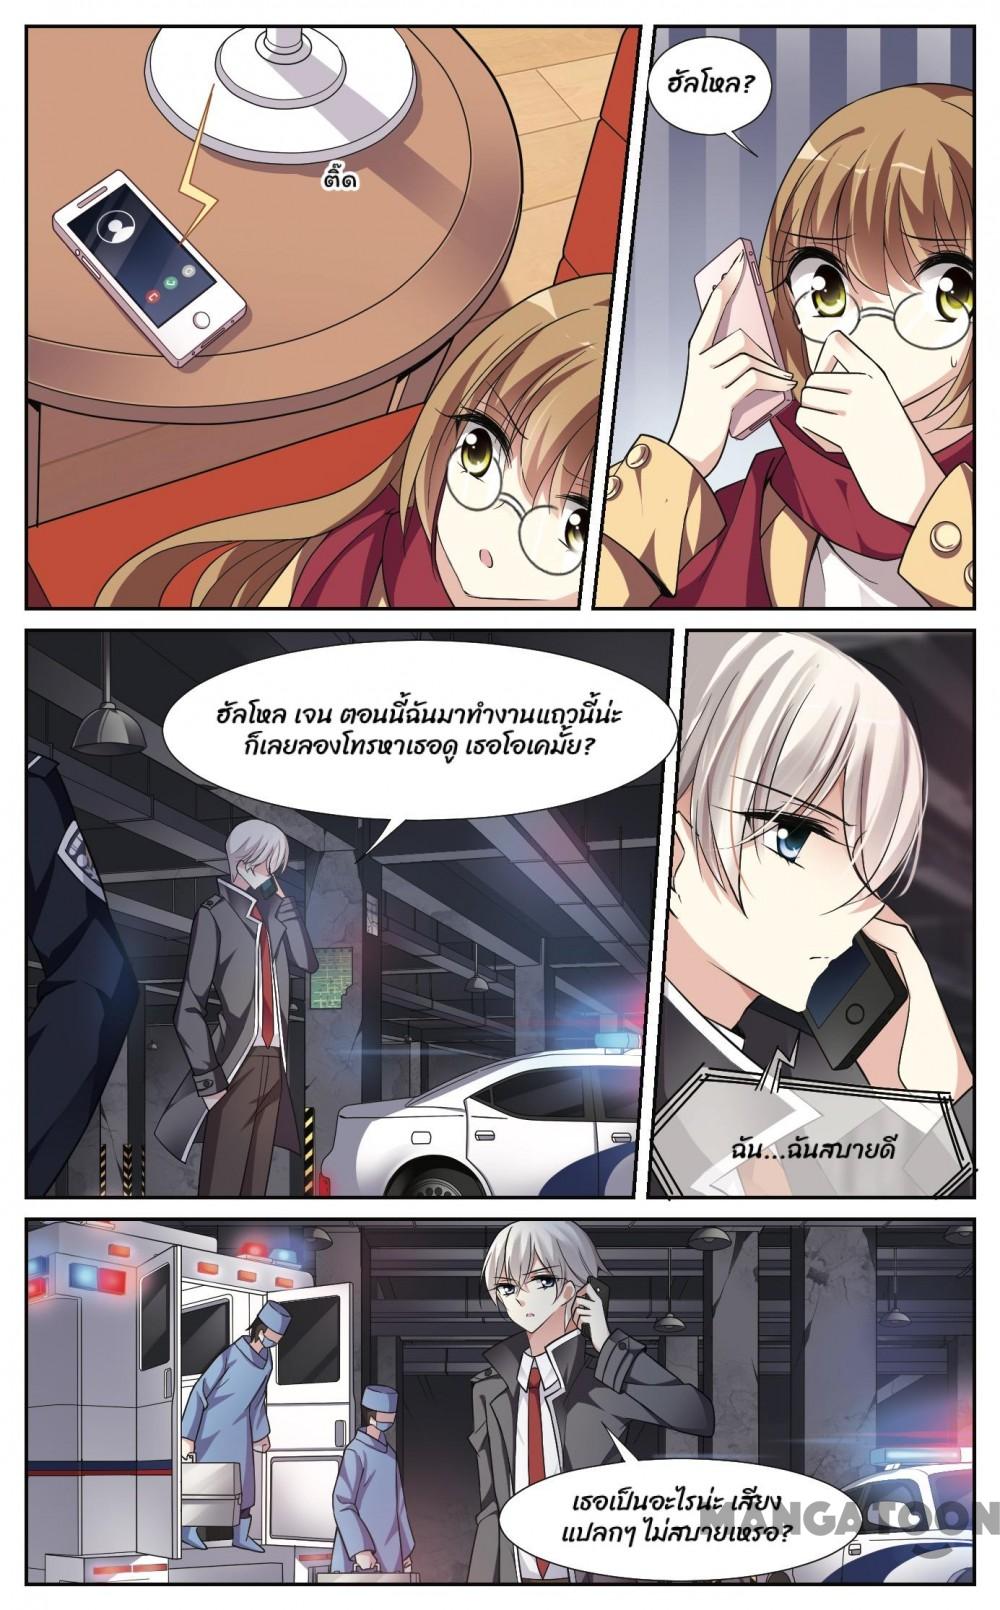 ติ๊ด
ฮัลโหล?
ฮัลโหล เจน ตอนนี้ฉันมาทำงานแถวนี้น่ะ
ก็เลยลองโทรหาเธอดู เธอโอเคมั้ย?
ฉัน...ฉันสบายดี
เธอเป็นอะไรน่ะ เสียง
แปลกๆ ไม่สบายเหรอ?
MANGATOON